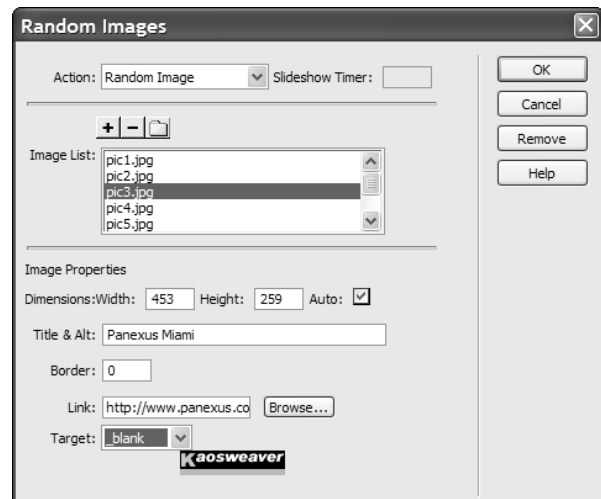 Random Images
Action: Random Image Slideshow Timer:
OK
Cancel
Remove
Help
Image List:
pic1.jpg
pic2.jpg
pic3.jpg
pic4.jpg
pic5.jpg
Image Properties
Dimensions:Width: 453 Height: 259 Auto:
Title & Alt: Panexus Miami
Border: 0
Link: http://www.panexus.co Browse...
Target: _blank
Kaosweaver